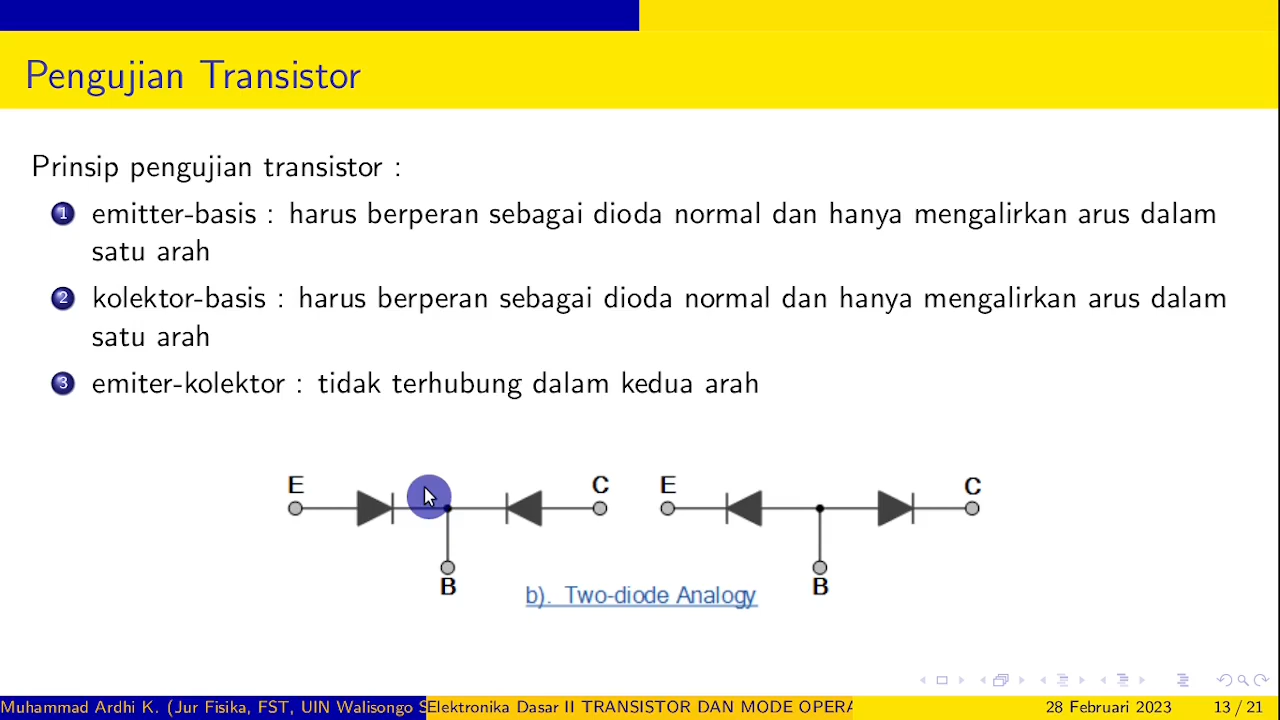 Pengujian Transistor
Prinsip pengujian transistor :
1 emitter-basis : harus berperan sebagai dioda normal dan hanya mengalirkan arus dalam
satu arah
2 kolektor-basis : harus berperan sebagai dioda normal dan hanya mengalirkan arus dalam
satu arah
3 emiter-kolektor : tidak terhubung dalam kedua arah
E C E C
B B
b). Two-diode Analogy
Muhammad Ardhi K. (Jur Fisika, FST, UIN Walisongo S Elektronika Dasar II TRANSISTOR DAN MODE OPERA 28 Februari 2023 13 / 21